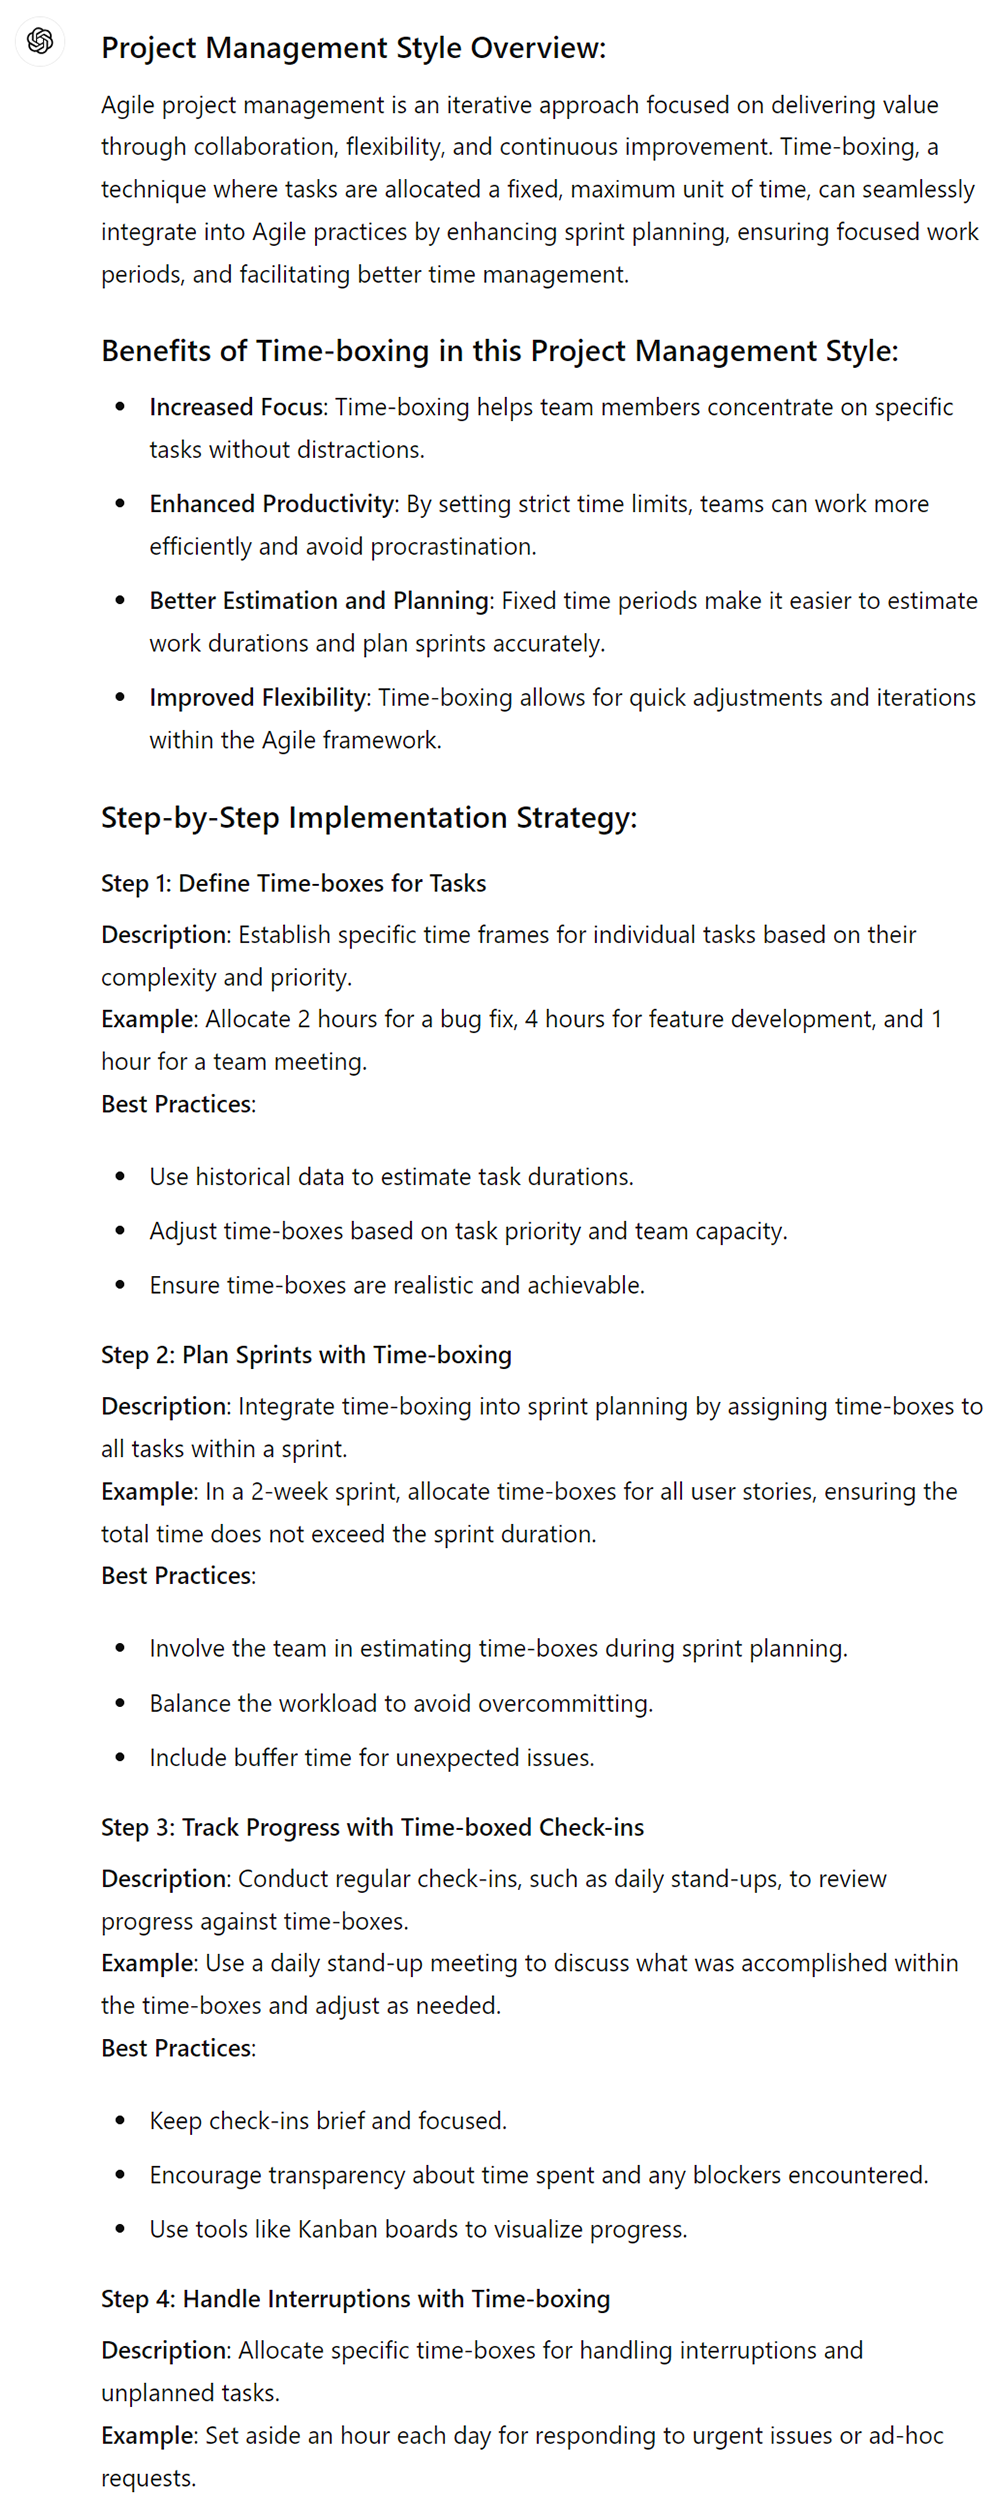 Project Management Style Overview:
Agile project management is an iterative approach focused on delivering value
through collaboration, flexibility, and continuous improvement. Time-boxing, a
technique where tasks are allocated a fixed, maximum unit of time, can seamlessly
integrate into Agile practices by enhancing sprint planning, ensuring focused work
periods, and facilitating better time management.
Benefits of Time-boxing in this Project Management Style:
• Increased Focus: Time-boxing helps team members concentrate on specific
tasks without distractions.
• Enhanced Productivity: By setting strict time limits, teams can work more
efficiently and avoid procrastination.
• Better Estimation and Planning: Fixed time periods make it easier to estimate
work durations and plan sprints accurately.
• Improved Flexibility: Time-boxing allows for quick adjustments and iterations
within the Agile framework.
Step-by-Step Implementation Strategy:
Step 1: Define Time-boxes for Tasks
Description: Establish specific time frames for individual tasks based on their
complexity and priority.
Example: Allocate 2 hours for a bug fix, 4 hours for feature development, and 1
hour for a team meeting.
Best Practices:
• Use historical data to estimate task durations.
• Adjust time-boxes based on task priority and team capacity.
• Ensure time-boxes are realistic and achievable.
Step 2: Plan Sprints with Time-boxing
Description: Integrate time-boxing into sprint planning by assigning time-boxes to
all tasks within a sprint.
Example: In a 2-week sprint, allocate time-boxes for all user stories, ensuring the
total time does not exceed the sprint duration.
Best Practices:
• Involve the team in estimating time-boxes during sprint planning.
• Balance the workload to avoid overcommitting.
• Include buffer time for unexpected issues.
Step 3: Track Progress with Time-boxed Check-ins
Description: Conduct regular check-ins, such as daily stand-ups, to review
progress against time-boxes.
Example: Use a daily stand-up meeting to discuss what was accomplished within
the time-boxes and adjust as needed.
Best Practices:
• Keep check-ins brief and focused.
• Encourage transparency about time spent and any blockers encountered.
• Use tools like Kanban boards to visualize progress.
Step 4: Handle Interruptions with Time-boxing
Description: Allocate specific time-boxes for handling interruptions and
unplanned tasks.
Example: Set aside an hour each day for responding to urgent issues or ad-hoc
requests.